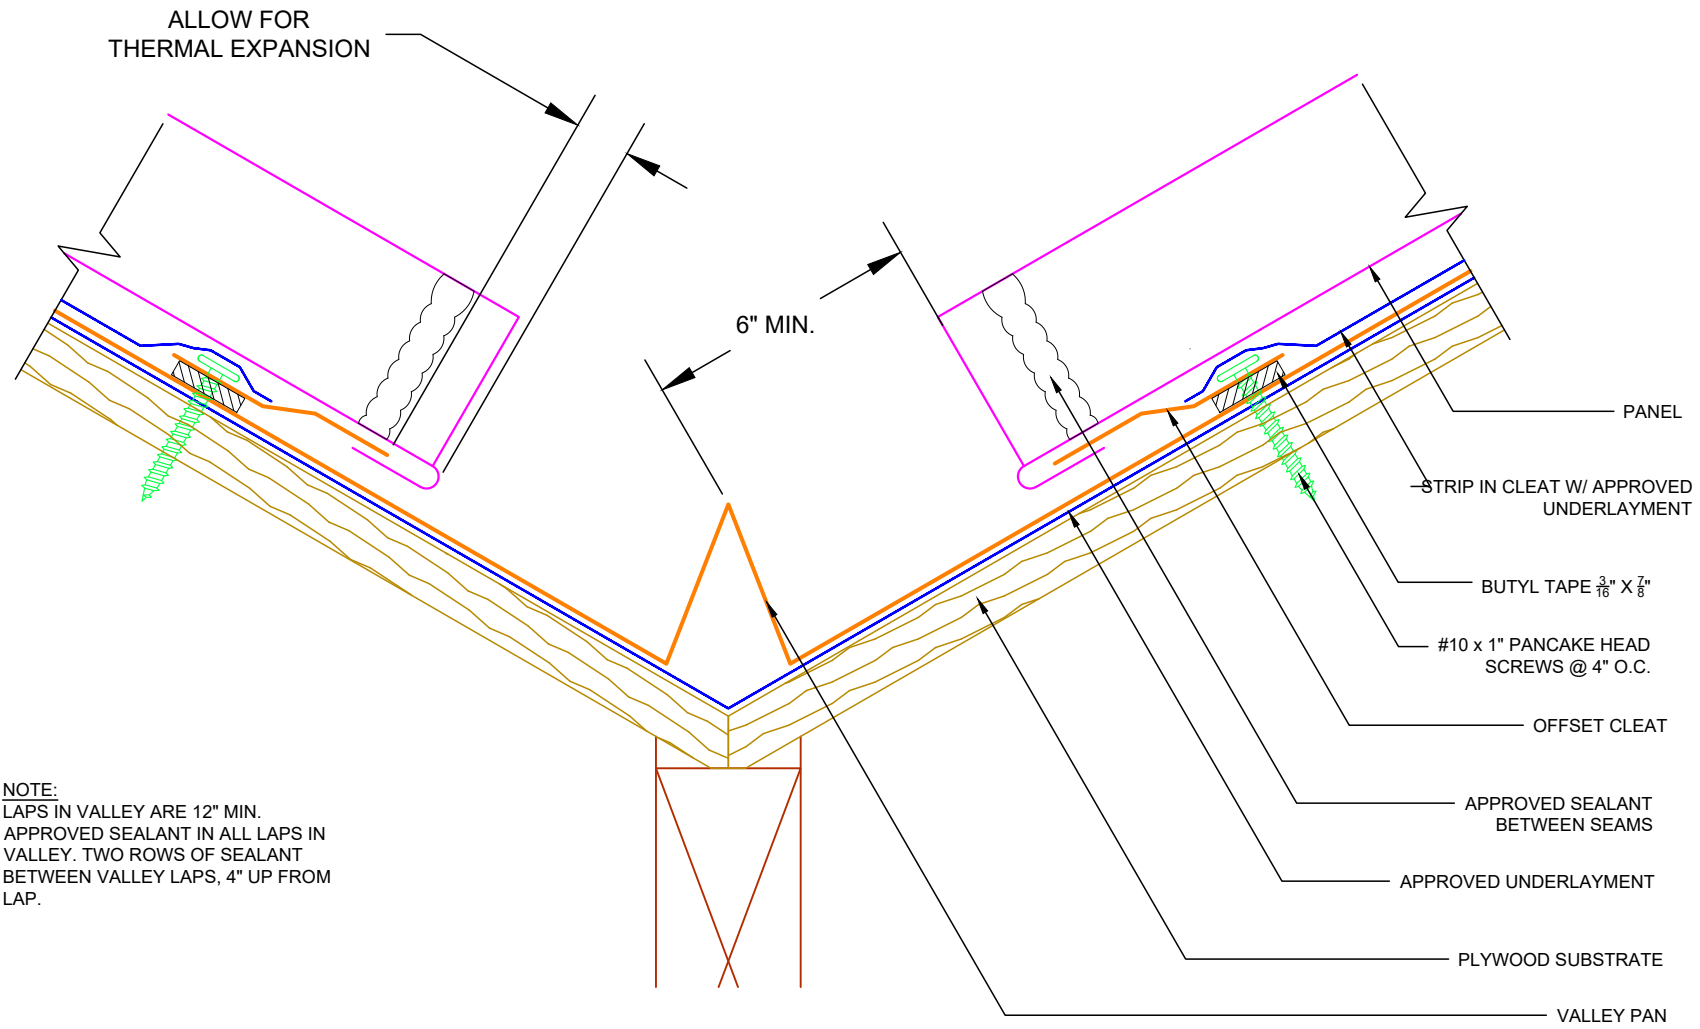 ALLOW FOR
THERMAL EXPANSION
6" MIN.
PANEL
STRIP IN CLEAT W/ APPROVED
UNDERLAYMENT
BUTYL TAPE 3/16" X 7/8"
#10 x 1" PANCAKE HEAD
SCREWS @ 4" O.C.
OFFSET CLEAT
APPROVED SEALANT
BETWEEN SEAMS
APPROVED UNDERLAYMENT
PLYWOOD SUBSTRATE
VALLEY PAN
NOTE:
LAPS IN VALLEY ARE 12" MIN.
APPROVED SEALANT IN ALL LAPS IN
VALLEY. TWO ROWS OF SEALANT
BETWEEN VALLEY LAPS, 4" UP FROM
LAP.